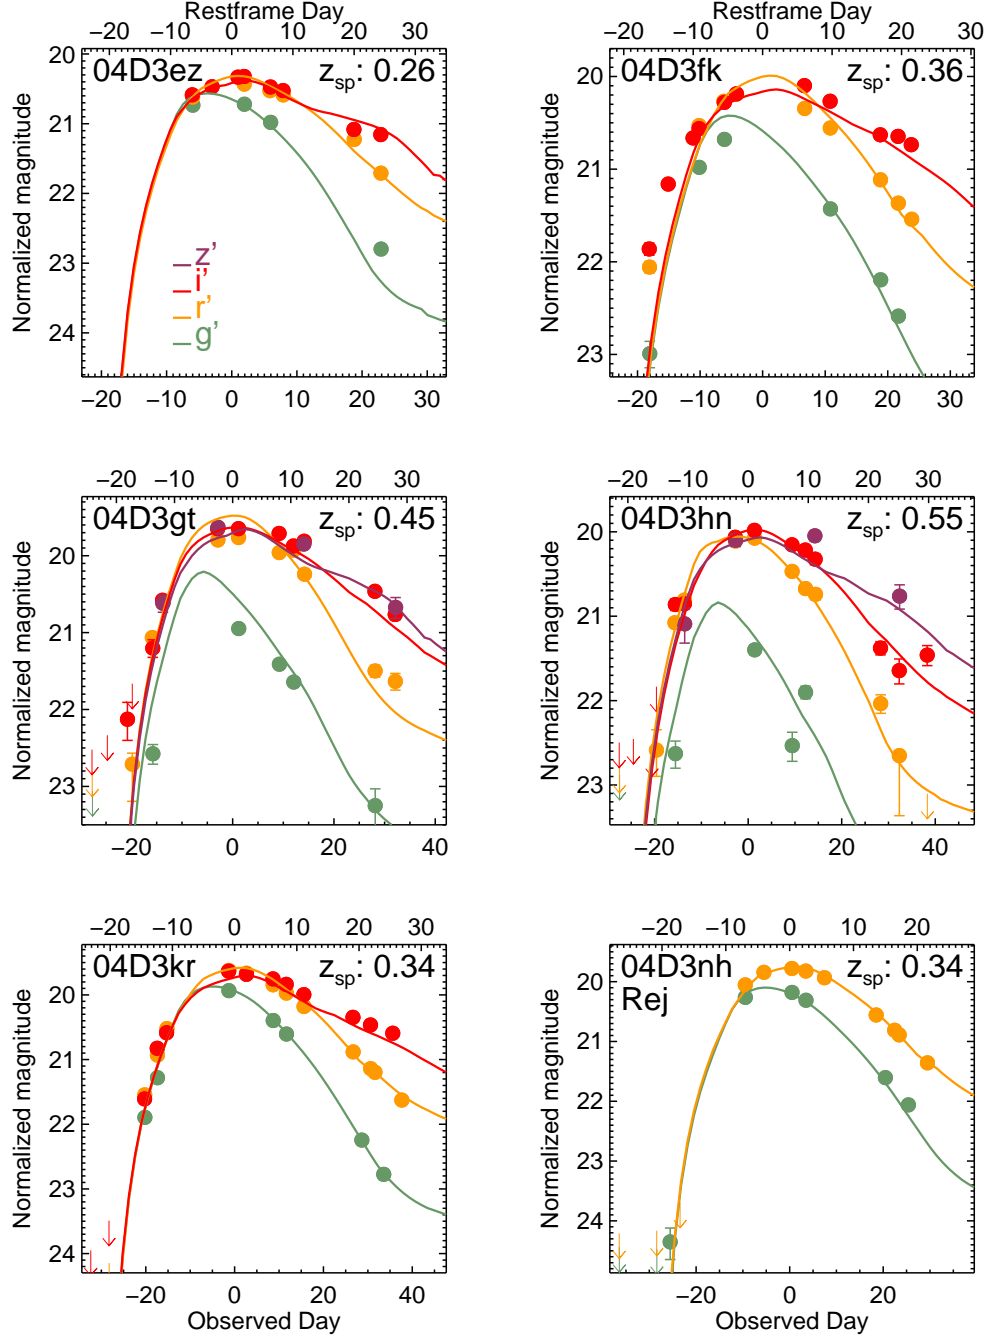 Restframe Day
Restframe Day
−20 −10 0 10 20 30
−20 −10 0 10 20 30
04D3ez z_sp: 0.26
04D3fk z_sp: 0.36
Normalized magnitude
20
21
22
23
24
z'
i'
r'
g'
Normalized magnitude
20
21
22
23
−20 −10 0 10 20 30
−20 −10 0 10 20 30
−20 −10 0 10 20 30
−20 −10 0 10 20 30
04D3gt z_sp: 0.45
04D3hn z_sp: 0.55
Normalized magnitude
20
21
22
23
Normalized magnitude
20
21
22
23
−20 0 20 40
−20 0 20 40
−20 −10 0 10 20 30
−20 −10 0 10 20
04D3kr z_sp: 0.34
04D3nh z_sp: 0.34
Rej
Normalized magnitude
20
21
22
23
24
Normalized magnitude
20
21
22
23
24
−20 0 20 40
−20 0 20
Observed Day
Observed Day